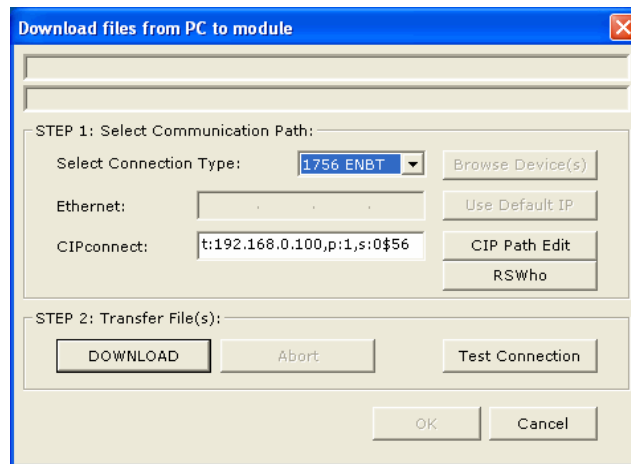 Download files from PC to module
STEP 1: Select Communication Path:
Select Connection Type:
1756 ENBT
Browse Device(s)
Ethernet:
. . .
Use Default IP
CIPconnect:
t:192.168.0.100,p:1,s:0$56
CIP Path Edit
RSWho
STEP 2: Transfer File(s):
DOWNLOAD
Abort
Test Connection
OK
Cancel